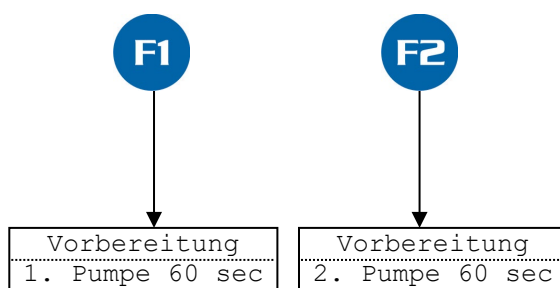 F1
F2
Vorbereitung
1. Pumpe 60 sec
Vorbereitung
2. Pumpe 60 sec